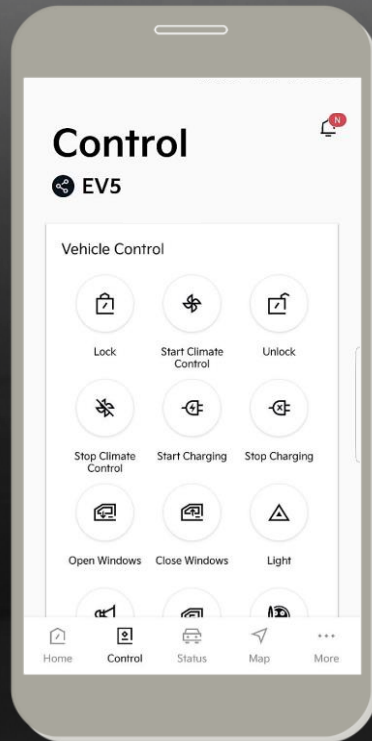 N
Control
EV5
Vehicle Control
Lock
Start Climate
Control
Unlock
Stop Climate
Control
Start Charging
Stop Charging
Open Windows
Close Windows
Light
Home
Control
Status
Map
More